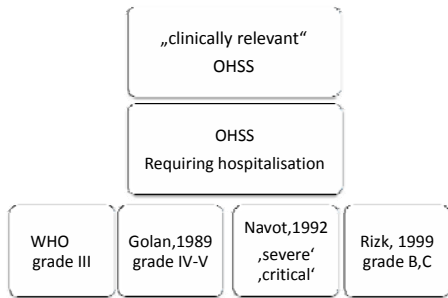 „clinically relevant“
OHSS
OHSS
Requiring hospitalisation
WHO
grade III
Golan,1989
grade IV-V
Navot,1992
‚severe‘
‚critical‘
Rizk, 1999
grade B,C